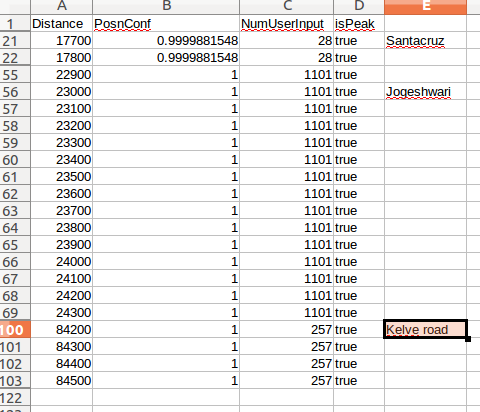 A B C D E
1 Distance PosnConf NumUserInput isPeak
21 17700 0.9999881548 28 true Santacruz
22 17800 0.9999881548 28 true
55 22900 1 1101 true
56 23000 1 1101 true Jogeshwari
57 23100 1 1101 true
58 23200 1 1101 true
59 23300 1 1101 true
60 23400 1 1101 true
61 23500 1 1101 true
62 23600 1 1101 true
63 23700 1 1101 true
64 23800 1 1101 true
65 23900 1 1101 true
66 24000 1 1101 true
67 24100 1 1101 true
68 24200 1 1101 true
69 24300 1 1101 true
100 84200 1 257 true Kelve road
101 84300 1 257 true
102 84400 1 257 true
103 84500 1 257 true
122